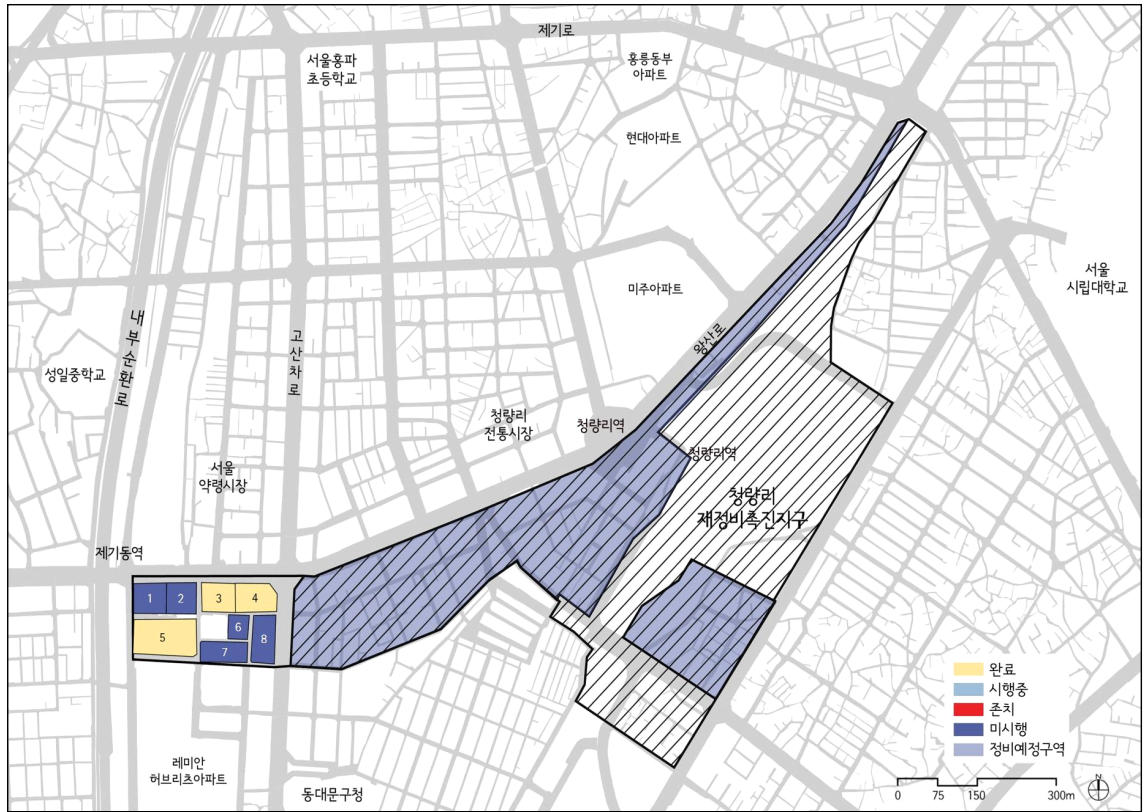 제기로
서울홍파
초등학교
홍릉동부
아파트
현대아파트
서울
시립대학교
미주아파트
내부순환로
고산차로
왕산로
성일중학교
청량리
전통시장
청량리역
청량리역
서울
약령시장
청량리
재정비촉진지구
제기동역
1
2
3
4
5
6
7
8
레미안
허브리츠아파트
동대문구청
완료
시행중
존치
미시행
정비예정구역
0
75
150
300m
N